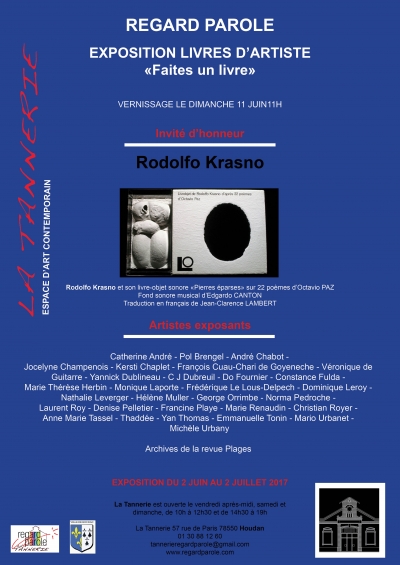 REGARD PAROLE
EXPOSITION LIVRES D'ARTISTE
«Faites un livre»
VERNISSAGE LE DIMANCHE 11 JUIN11H
LA TANNERIE
ESPACE D'ART CONTEMPORAIN
Invité d'honneur
Rodolfo Krasno
Rodolfo Krasno et son livre-objet sonore «Pierres éparses» sur 22 poèmes d'Octavio PAZ
Fond sonore musical d'Edgardo CANTON
Traduction en français de Jean-Clarence LAMBERT
Artistes exposants
Catherine André - Pol Brengel - André Chabot -
Jocelyne Champenois - Kersti Chaplet - François Cuau-Chari de Goyeneche - Véronique de
Guitarre - Yannick Dublineau - C J Dubreuil - Do Fournier - Constance Fulda -
Marie Thérèse Herbin - Monique Laporte - Frédérique Le Lous-Delpech - Dominique Leroy -
Nathalie Leverger - Hélène Muller - George Orrimbe - Norma Pedroche -
Laurent Roy - Denise Pelletier - Francine Playe - Marie Renaudin - Christian Royer -
Anne Marie Tassel - Thaddée - Yan Thomas - Emmanuelle Tonin - Mario Urbanet -
Michèle Urbany
Archives de la revue Plages
EXPOSITION DU 2 JUIN AU 2 JUILLET 2017
La Tannerie est ouverte le vendredi après-midi, samedi et
dimanche, de 10h à 12h30 et de 14h30 à 19h
La Tannerie 57 rue de Paris 78550 Houdan
01 30 88 12 60
tannerieregardparole@gmail.com
www.regardparole.com
regard
parole
TANNERIE